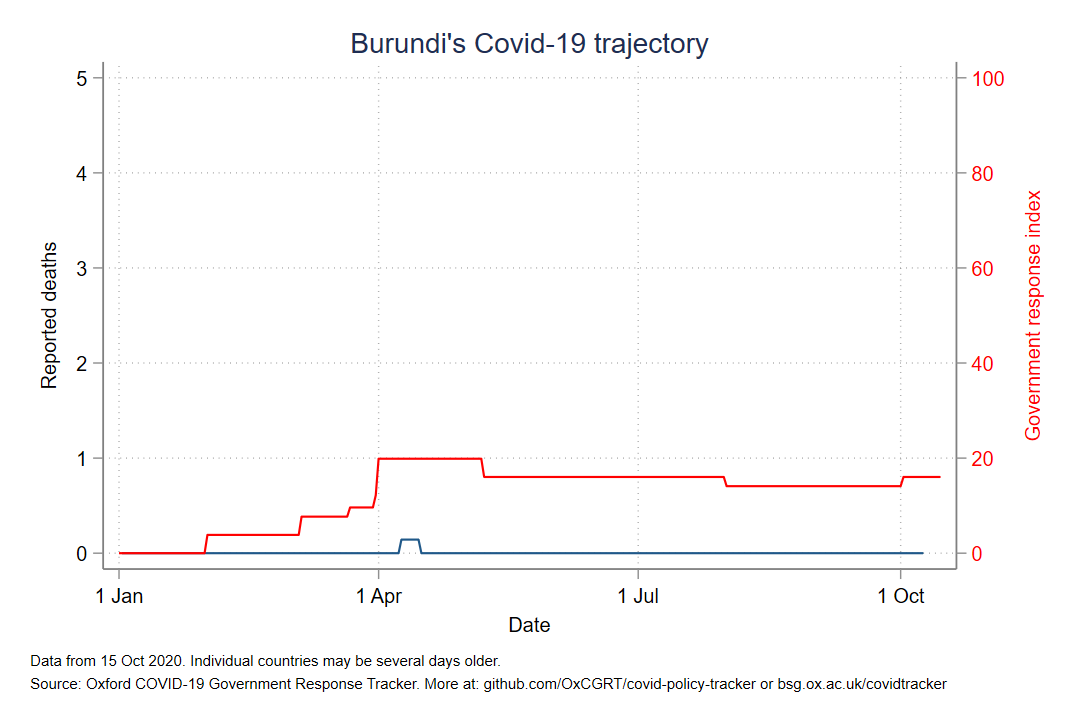 Burundi's Covid-19 trajectory
5
4
3
2
1
0
Reported deaths
100
80
60
40
20
0
Government response index
1 Jan
1 Apr
1 Jul
1 Oct
Date
Data from 15 Oct 2020. Individual countries may be several days older.
Source: Oxford COVID-19 Government Response Tracker. More at: github.com/OxCGRT/covid-policy-tracker or bsg.ox.ac.uk/covidtracker